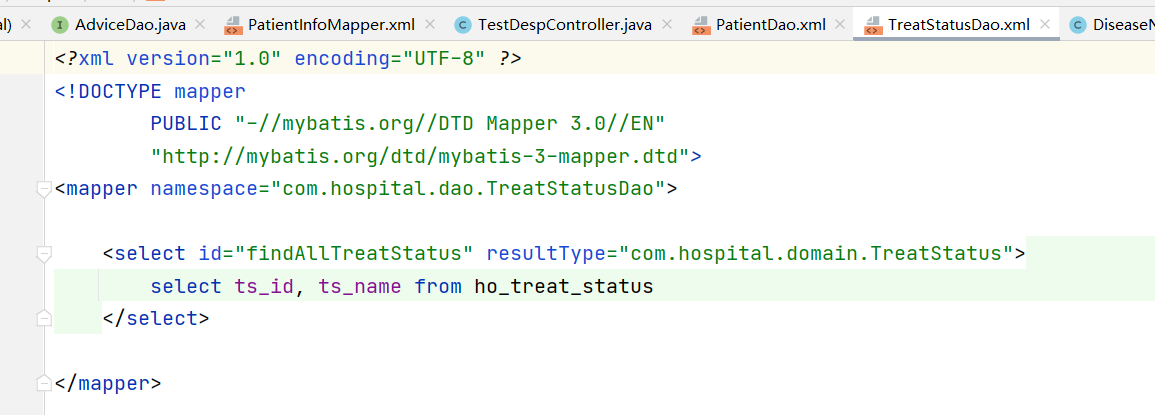 al) AdviceDao.java PatientInfoMapper.xml TestDespController.java PatientDao.xml TreatStatusDao.xml
<?xml version="1.0" encoding="UTF-8" ?>
<!DOCTYPE mapper
PUBLIC "-//mybatis.org//DTD Mapper 3.0//EN"
"http://mybatis.org/dtd/mybatis-3-mapper.dtd">
<mapper namespace="com.hospital.dao.TreatStatusDao">
<select id="findAllTreatStatus" resultType="com.hospital.domain.TreatStatus">
select ts_id, ts_name from ho_treat_status
</select>
</mapper>